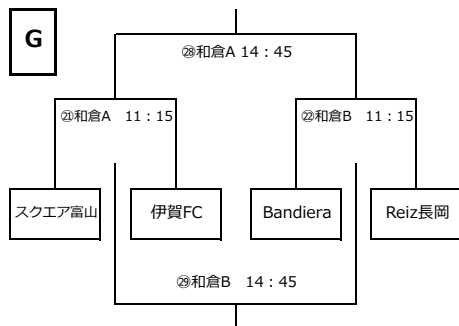 G
㉘和倉A 14：45
㉑和倉A 11：15
㉒和倉B 11：15
スクエア富山
伊賀FC
Bandiera
Reiz長岡
㉙和倉B 14：45